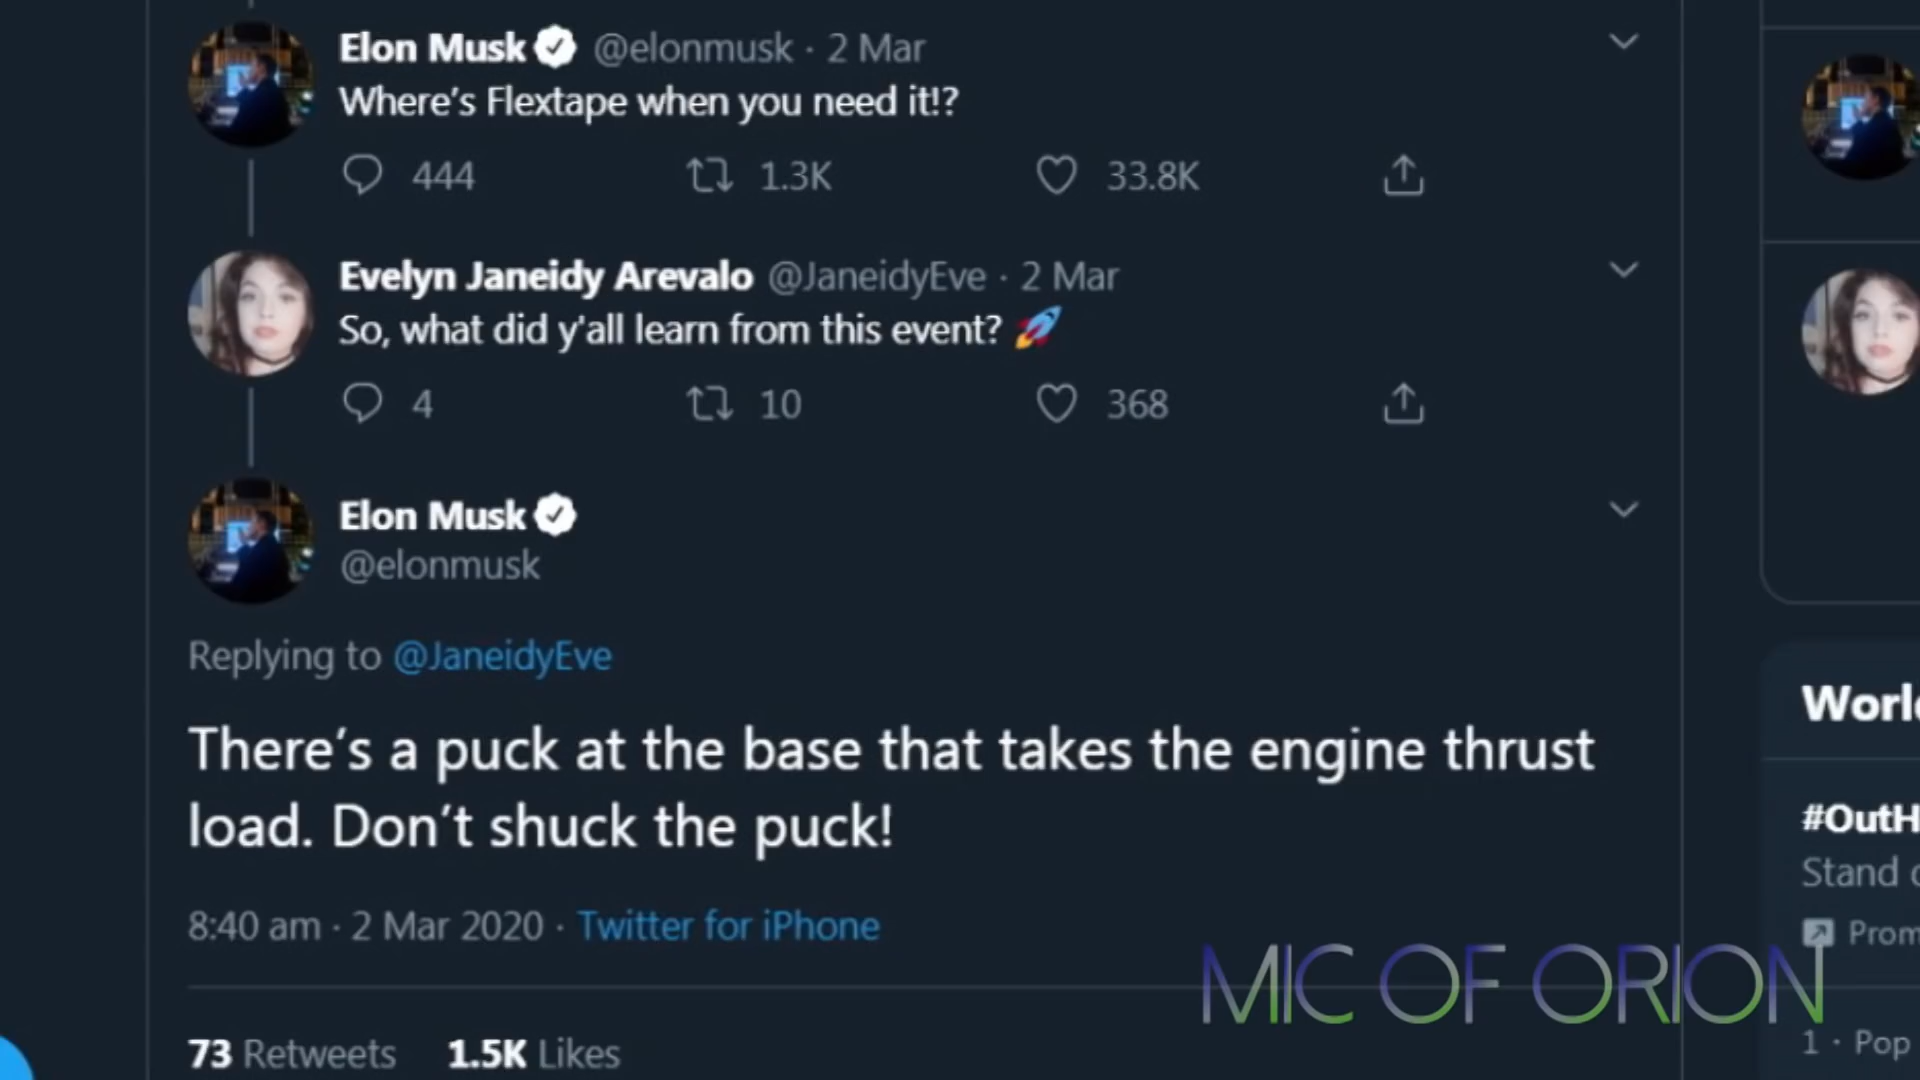 Elon Musk @elonmusk · 2 Mar
Where's Flextape when you need it!?
444 1.3K 33.8K
Evelyn Janeidy Arevalo @JaneidyEve · 2 Mar
So, what did y'all learn from this event? 🚀
4 10 368
Elon Musk
@elonmusk
Replying to @JaneidyEve
There's a puck at the base that takes the engine thrust
load. Don't shuck the puck!
8:40 am · 2 Mar 2020 · Twitter for iPhone
73 Retweets 1.5K Likes
#OutH
Stand
1 · Pop
MIC OF ORION